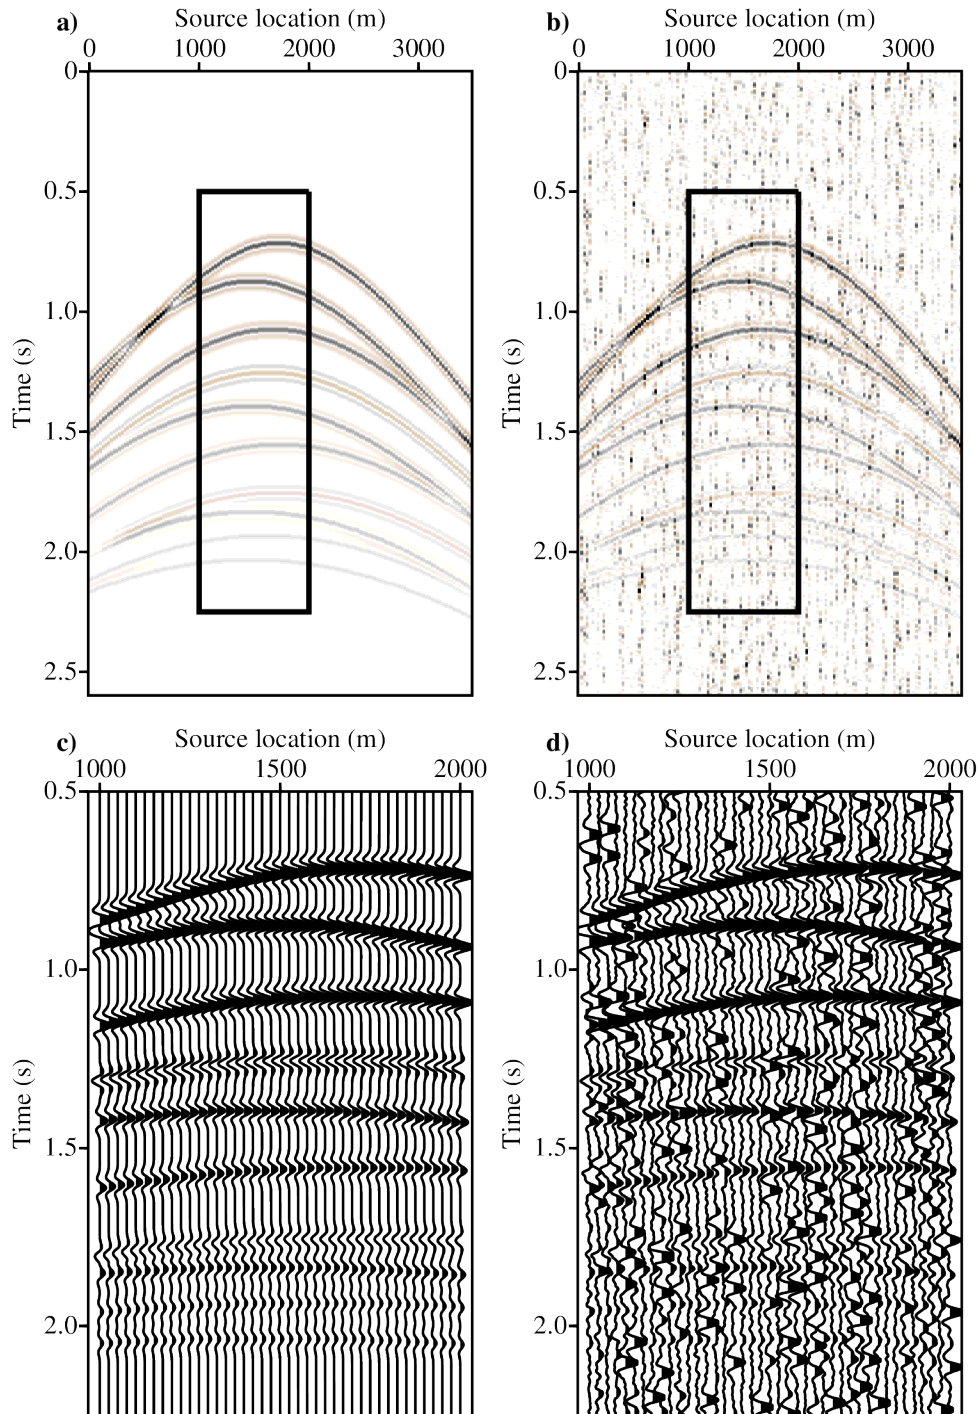 a) Source location (m)
0 1000 2000 3000
0
0.5
1.0
1.5
2.0
2.5
Time (s)
b) Source location (m)
0 1000 2000 3000
0
0.5
1.0
1.5
2.0
2.5
Time (s)
c) Source location (m)
1000 1500 2000
0.5
1.0
1.5
2.0
Time (s)
d) Source location (m)
1000 1500 2000
0.5
1.0
1.5
2.0
Time (s)